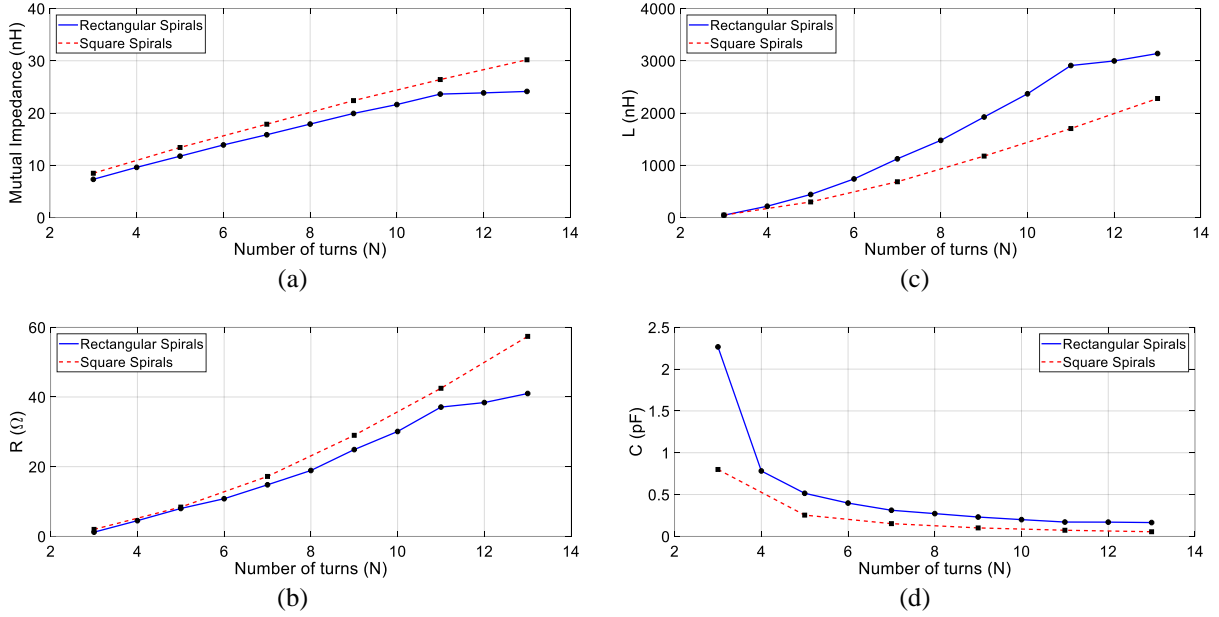 40
30
20
10
0
Mutual Impedance (nH)
Rectangular Spirals
Square Spirals
2 4 6 8 10 12 14
Number of turns (N)
(a)
4000
3000
2000
1000
0
L (nH)
Rectangular Spirals
Square Spirals
2 4 6 8 10 12 14
Number of turns (N)
(c)
60
40
20
0
R (Ω)
Rectangular Spirals
Square Spirals
2 4 6 8 10 12 14
Number of turns (N)
(b)
2.5
2
1.5
1
0.5
0
C (pF)
Rectangular Spirals
Square Spirals
2 4 6 8 10 12 14
Number of turns (N)
(d)